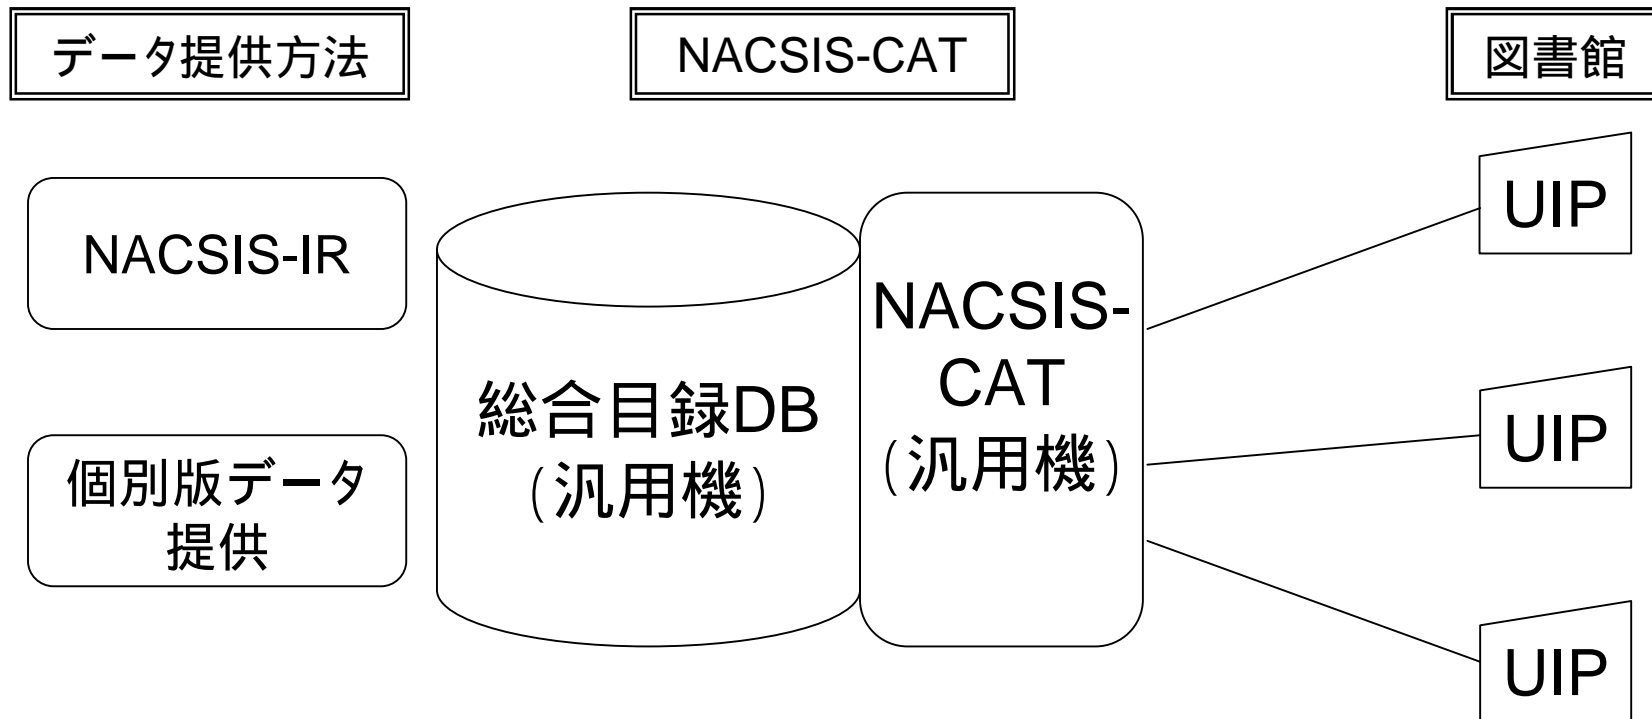 データ提供方法
NACSIS-CAT
図書館
NACSIS-IR
個別版データ
提供
総合目録DB
(汎用機)
NACSIS-
CAT
(汎用機)
UIP
UIP
UIP